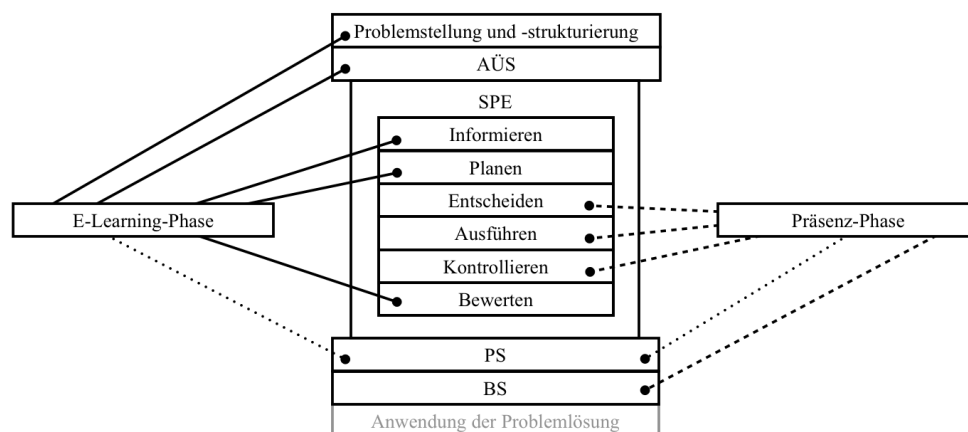 Problemstellung und -strukturierung
AÜS
SPE
Informieren
Planen
Entscheiden
E-Learning-Phase
Präsenz-Phase
Ausführen
Kontrollieren
Bewerten
PS
BS
Anwendung der Problemlösung